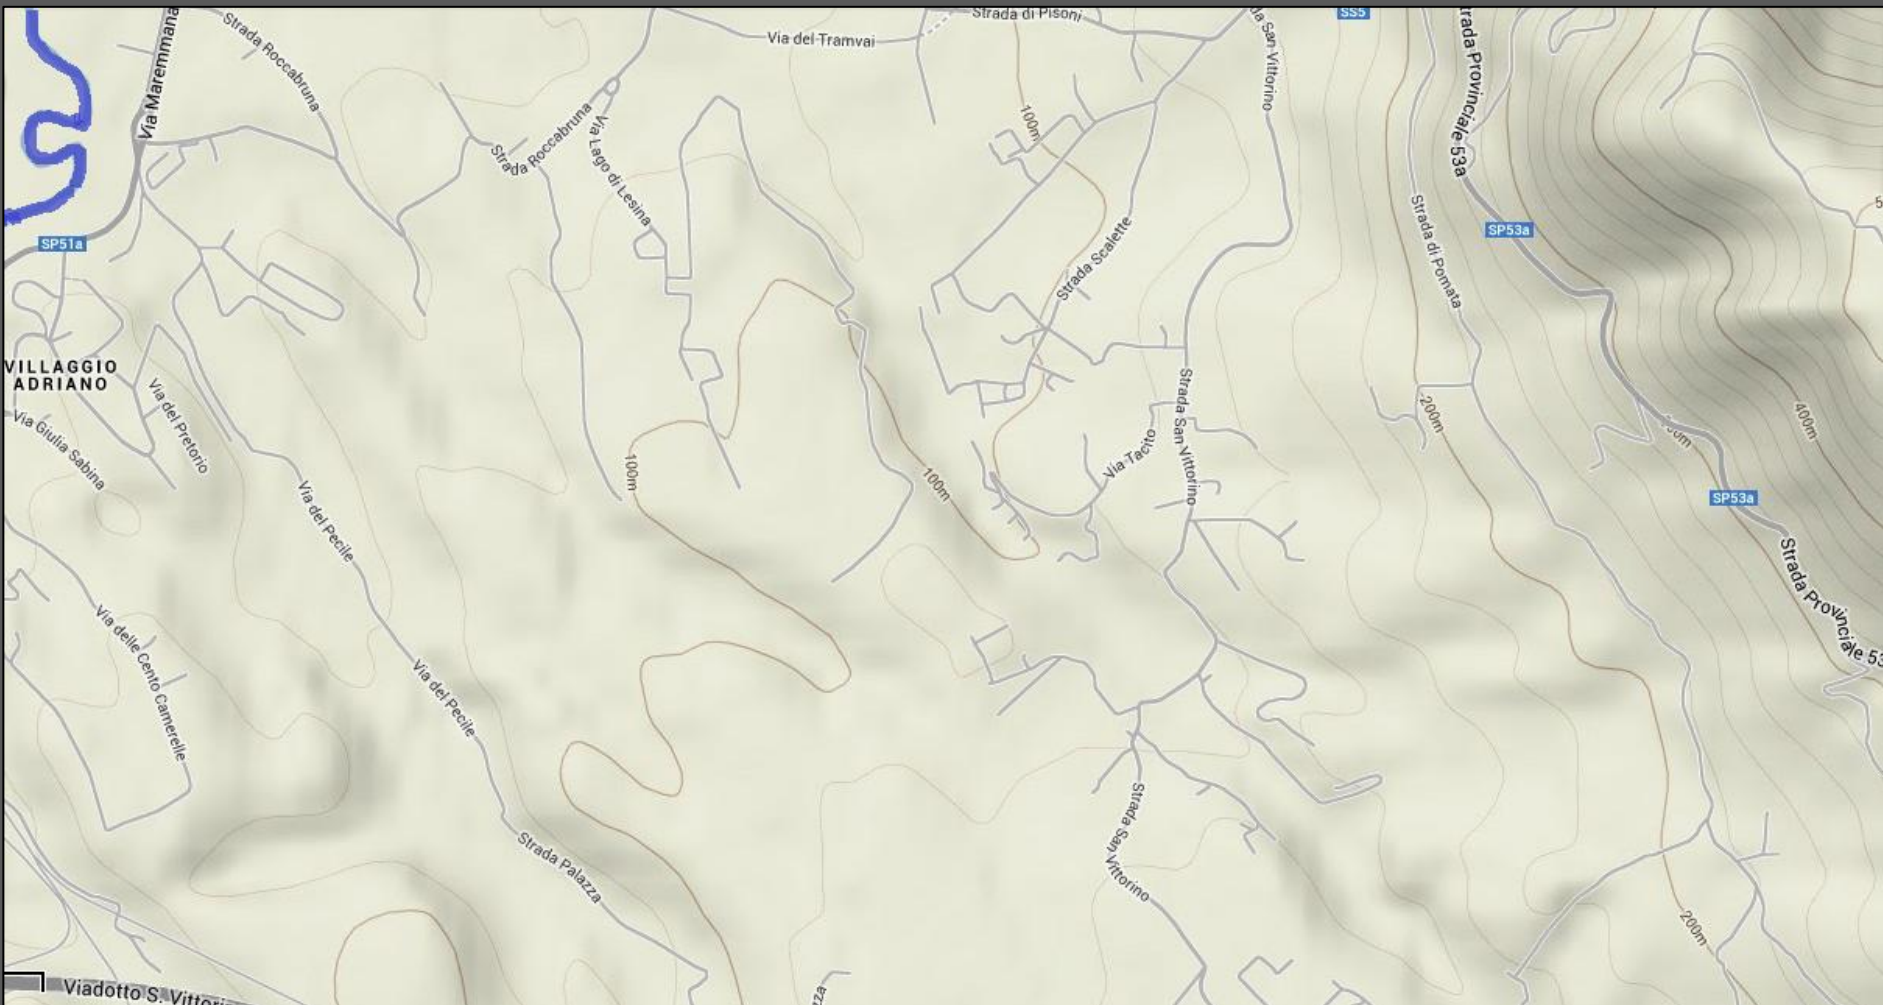 Strada di Pisoni
SS5
Via del Tramvai
Strada Roccabruna
Via Maremmana
San Vittorino
Strada Provinciale 53a
100m
Strada Roccabruna
Via Lago di Lesina
SP51a
Strada Scalette
Strada di Pomata
SP53a
VILLAGGIO
ADRIANO
Via del Pretorio
Via Giulia Sabina
Strada San Vittorino
200m
400m
Via Tacito
100m
100m
SP53a
Via del Pecile
Strada Provinciale 53
Via delle Cento Camerelle
Via del Pecile
Strada San Vittorino
Strada Palazza
200m
Viadotto S. Vittori